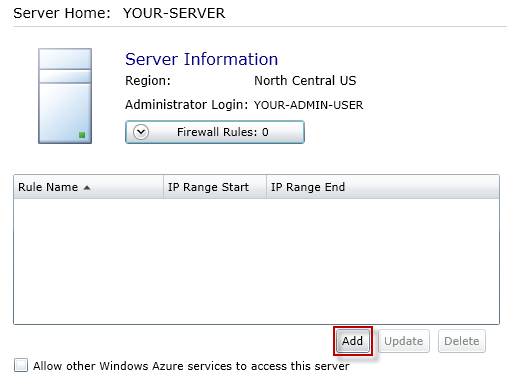 Server Home: YOUR-SERVER
Server Information
Region: North Central US
Administrator Login: YOUR-ADMIN-USER
Firewall Rules: 0
Rule Name IP Range Start IP Range End
Add Update Delete
Allow other Windows Azure services to access this server